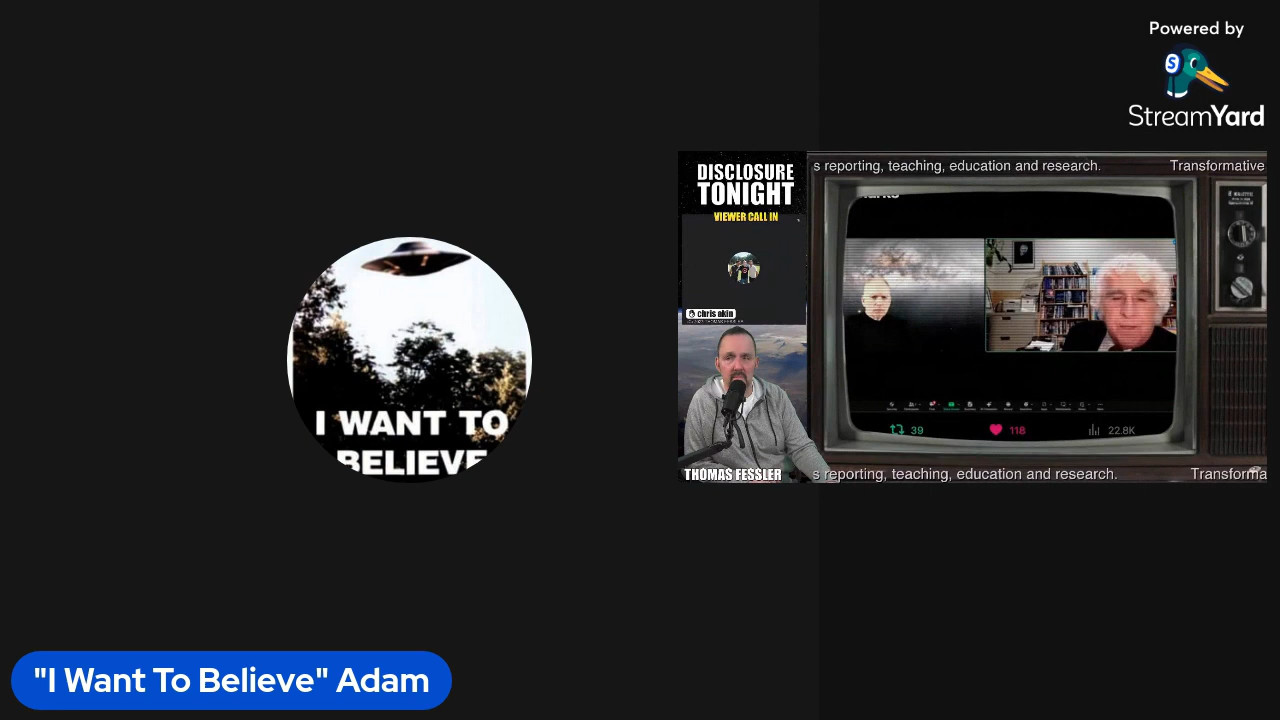 Powered by
S
StreamYard
DISCLOSURE
TONIGHT
VIEWER CALL IN
chris akin
THOMAS FESSLER
s reporting, teaching, education and research.
Transformative
39
118
22.8K
s reporting, teaching, education and research.
Transforma
I WANT TO
BELIEVE
"I Want To Believe" Adam